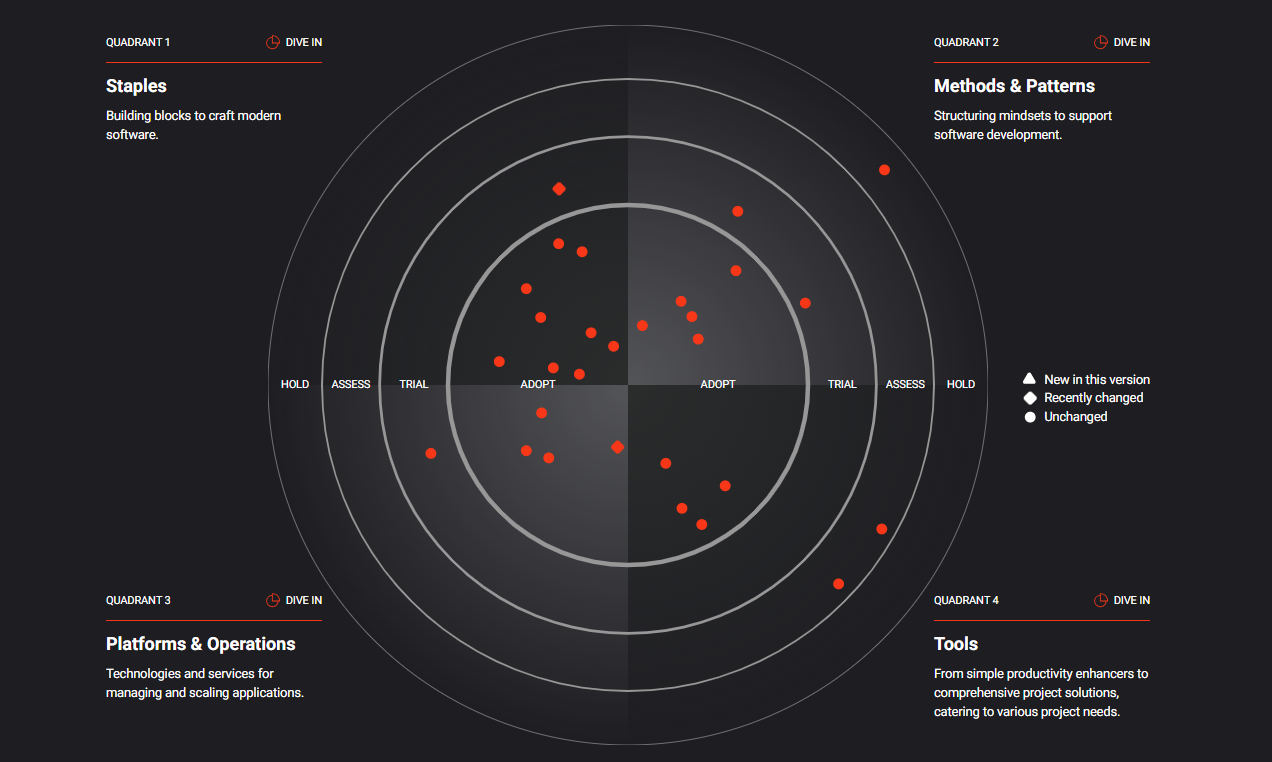 QUADRANT 1
DIVE IN
Staples
Building blocks to craft modern
software.
QUADRANT 2
DIVE IN
Methods & Patterns
Structuring mindsets to support
software development.
HOLD
ASSESS
TRIAL
ADOPT
ADOPT
TRIAL
ASSESS
HOLD
New in this version
Recently changed
Unchanged
QUADRANT 3
DIVE IN
Platforms & Operations
Technologies and services for
managing and scaling applications.
QUADRANT 4
DIVE IN
Tools
From simple productivity enhancers to
comprehensive project solutions,
catering to various project needs.